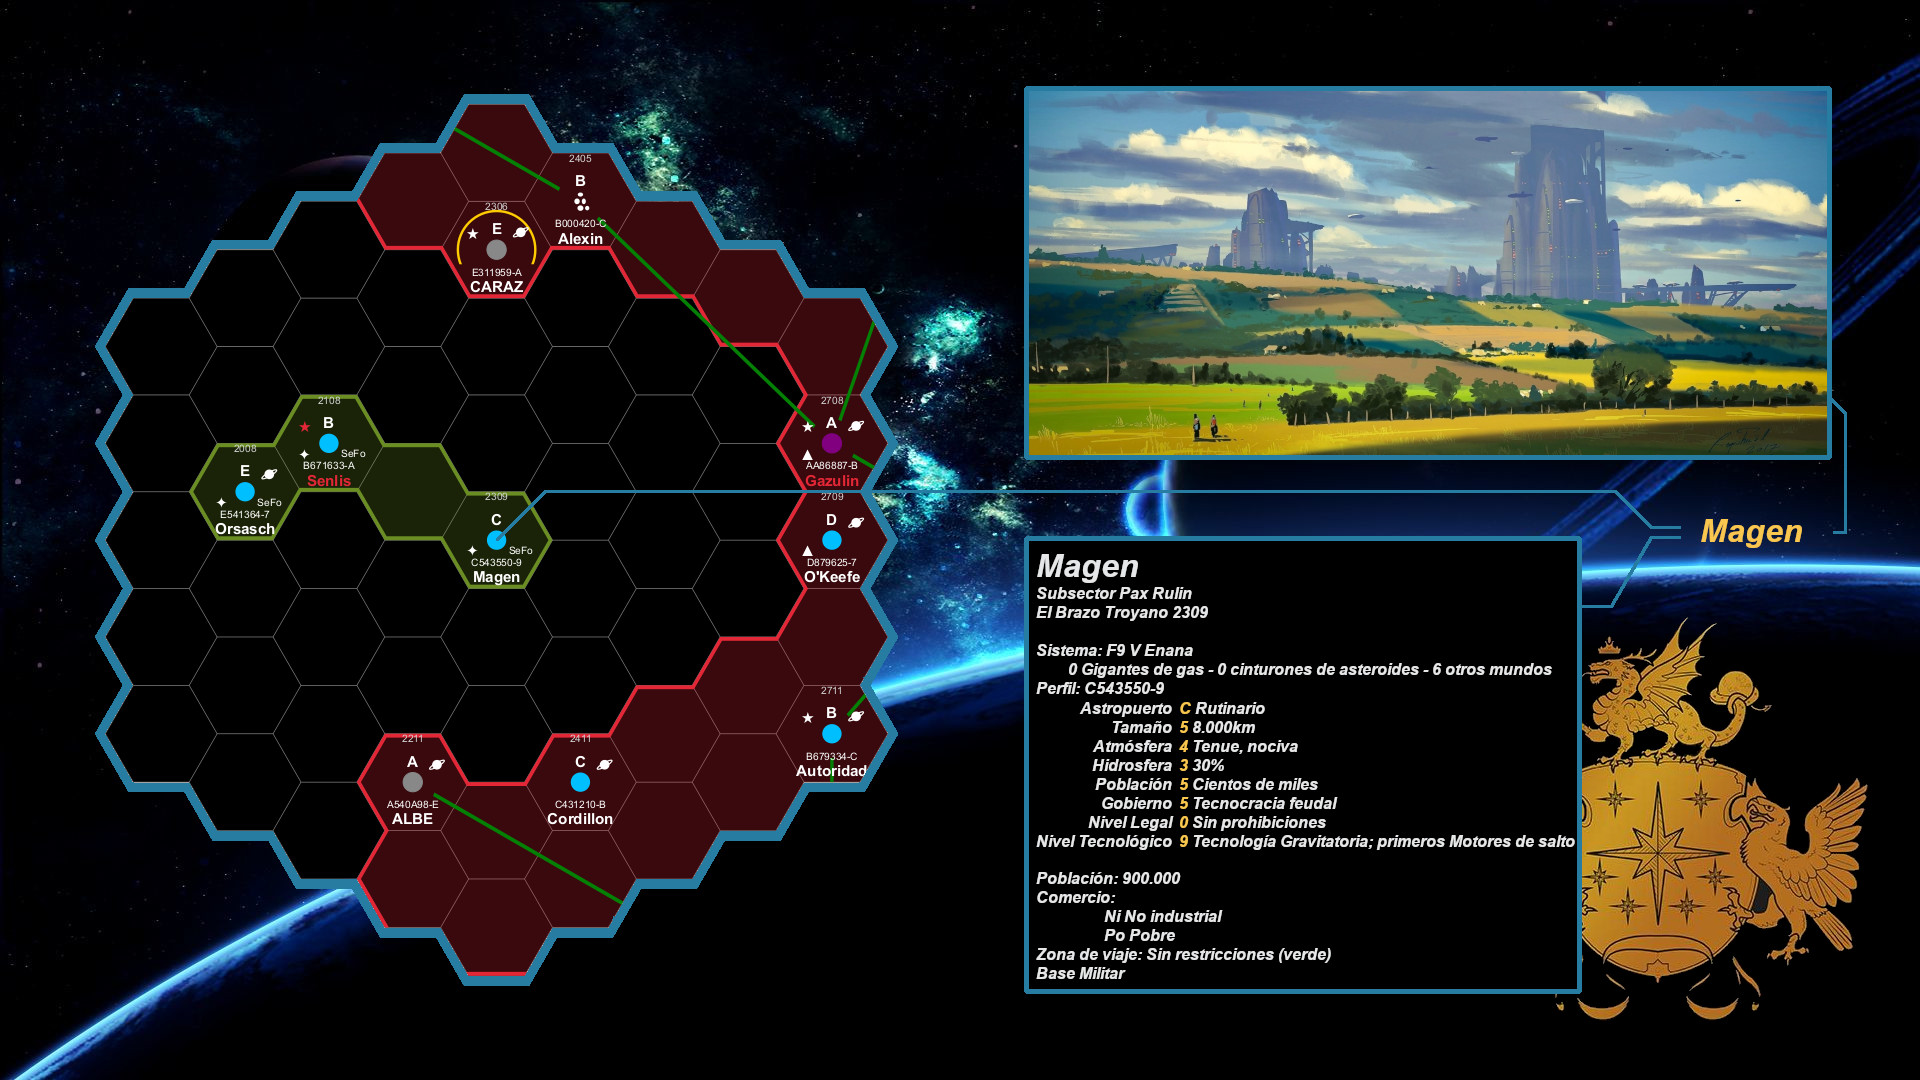 2405
B
B000420-C
Alexin
2306
E
E311959-A
CARAZ
2108
B
SeFo
B671633-A
Senlis
2008
E
SeFo
E541364-7
Orsasch
2309
C
SeFo
C543550-9
Magen
2708
A
AA86887-B
Gazulin
2709
D
D879625-7
O'Keefe
2711
B
B679334-C
Autoridad
2211
A
A540A98-E
ALBE
2411
C
C431210-B
Cordillon
Magen
Magen
Subsector Pax Rulin
El Brazo Troyano 2309
Sistema: F9 V Enana
0 Gigantes de gas - 0 cinturones de asteroides - 6 otros mundos
Perfil: C543550-9
Astropuerto C Rutinario
Tamaño 5 8.000km
Atmósfera 4 Tenue, nociva
Hidrosfera 3 30%
Población 5 Cientos de miles
Gobierno 5 Tecnocracia feudal
Nivel Legal 0 Sin prohibiciones
Nivel Tecnológico 9 Tecnología Gravitatoria; primeros Motores de salto
Población: 900.000
Comercio:
Ni No industrial
Po Pobre
Zona de viaje: Sin restricciones (verde)
Base Militar